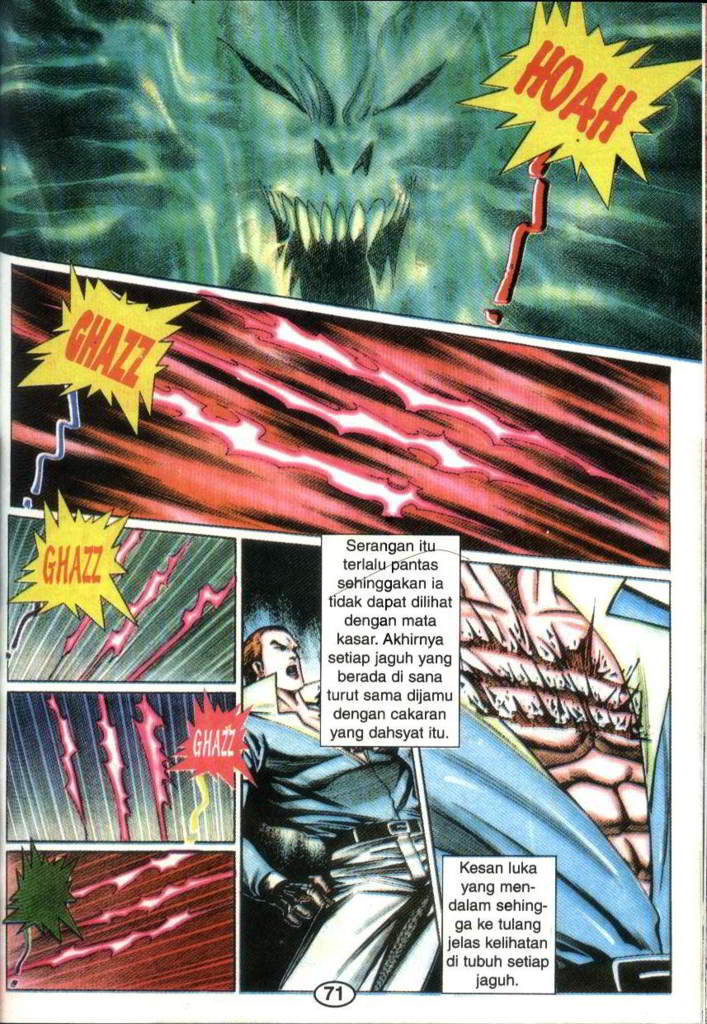 HOAH
GHAZZ
GHAZZ
GHAZZ
Serangan itu
terlalu pantas
sehinggakan ia
tidak dapat dilihat
dengan mata
kasar. Akhirnya
setiap jaguh yang
berada di sana
turut sama dijamu
dengan cakaran
yang dahsyat itu.
Kesan luka
yang men-
dalam sehing-
ga ke tulang
jelas kelihatan
di tubuh setiap
jaguh.
71